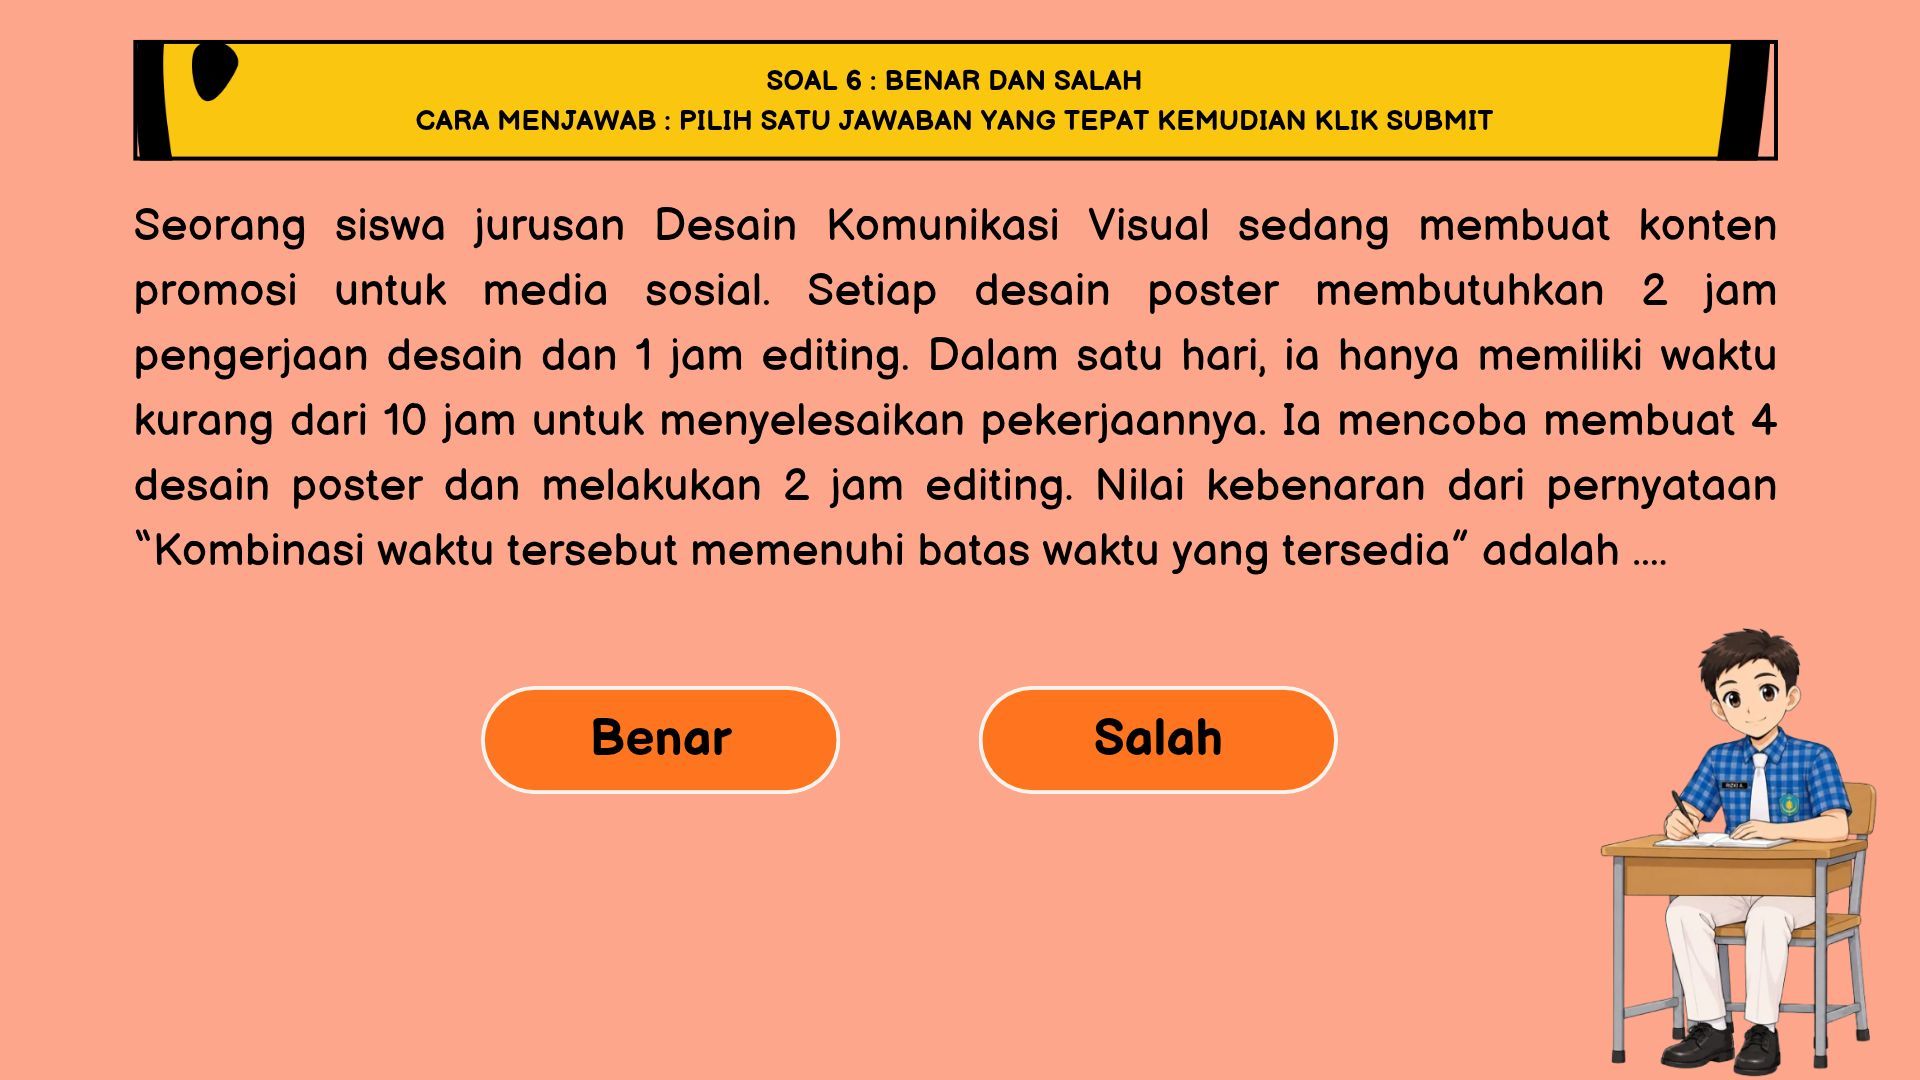 SOAL 6 : BENAR DAN SALAH
CARA MENJAWAB : PILIH SATU JAWABAN YANG TEPAT KEMUDIAN KLIK SUBMIT
Seorang siswa jurusan Desain Komunikasi Visual sedang membuat konten
promosi untuk media sosial. Setiap desain poster membutuhkan 2 jam
pengerjaan desain dan 1 jam editing. Dalam satu hari, ia hanya memiliki waktu
kurang dari 10 jam untuk menyelesaikan pekerjaannya. Ia mencoba membuat 4
desain poster dan melakukan 2 jam editing. Nilai kebenaran dari pernyataan
“Kombinasi waktu tersebut memenuhi batas waktu yang tersedia” adalah ....
Benar
Salah
RIZKI A.